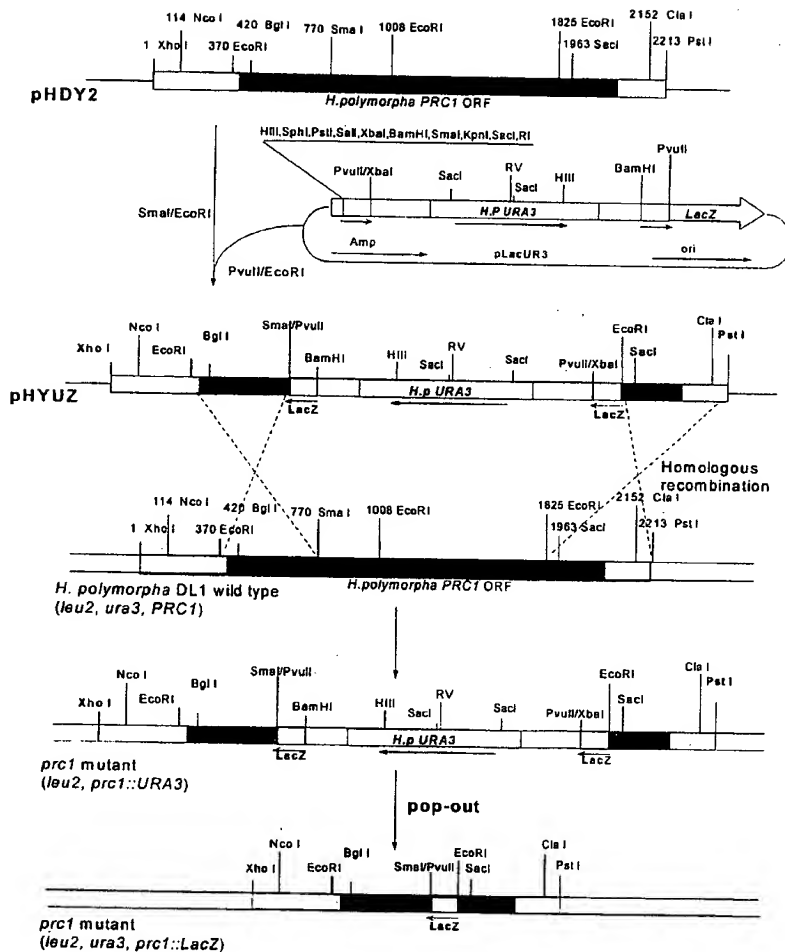 1 Xho I
114 Nco I
370 EcoRI
420 Bgl I
770 Sma I
1008 EcoRI
1825 EcoRI
1963 SacI
2152 Cla I
2213 Pst I
pHDY2
H.polymorpha PRC1 ORF
HIII,SphI,PstI,SalI,XbaI,BamHI,SmaI,KpnI,SacI,RI
PvuII/XbaI
SacI
RV
SacI
HIII
BamHI
PvuII
H.P URA3
LacZ
SmaI/EcoRI
Amp
pLacUR3
ori
PvuII/EcoRI
Xho I
Nco I
EcoRI
Bgl I
SmaI/PvuII
BamHI
HIII
SacI
RV
SacI
PvuII/XbaI
EcoRI
SacI
Cla I
Pst I
pHYUZ
H.p URA3
LacZ
LacZ
Homologous
recombination
1 Xho I
114 Nco I
370 EcoRI
420 Bgl I
770 Sma I
1008 EcoRI
1825 EcoRI
1963 SacI
2152 Cla I
2213 Pst I
H. polymorpha DL1 wild type
(leu2, ura3, PRC1)
H.polymorpha PRC1 ORF
Xho I
Nco I
EcoRI
Bgl I
SmaI/PvuII
BamHI
HIII
SacI
RV
SacI
PvuII/XbaI
EcoRI
SacI
Cla I
Pst I
H.p URA3
LacZ
LacZ
prc1 mutant
(leu2, prc1::URA3)
pop-out
Xho I
Nco I
EcoRI
Bgl I
SmaI/PvuII
EcoRI
SacI
Cla I
Pst I
LacZ
prc1 mutant
(leu2, ura3, prc1::LacZ)